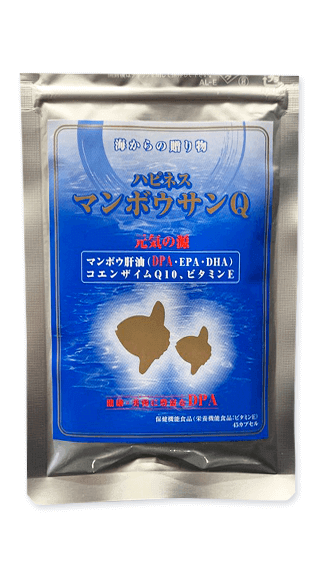 海からの贈り物
ハピネス
マンボウサンQ
元気の源
マンボウ肝油(DPA・EPA・DHA)
コエンザイムQ10、ビタミンE
DPA
保健機能食品(栄養機能食品:ビタミンE)
45カプセル